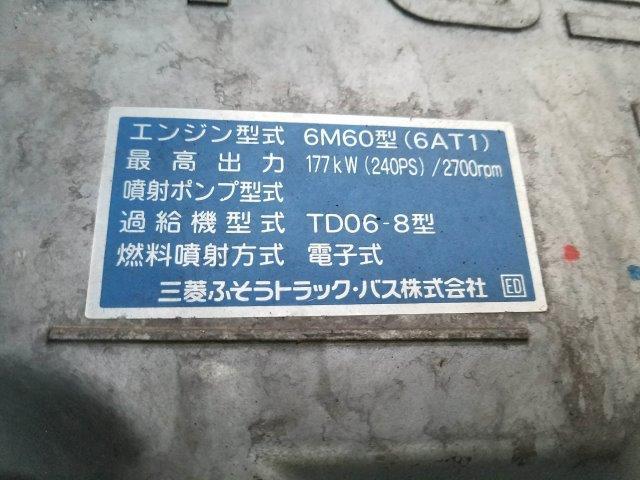 エンジン型式 6M60型(6AT1)
最高出力 177kW(240PS)/2700rpm
噴射ポンプ型式
過給機型式 TD06-8型
燃料噴射方式 電子式
三菱ふそうトラック・バス株式会社 ED